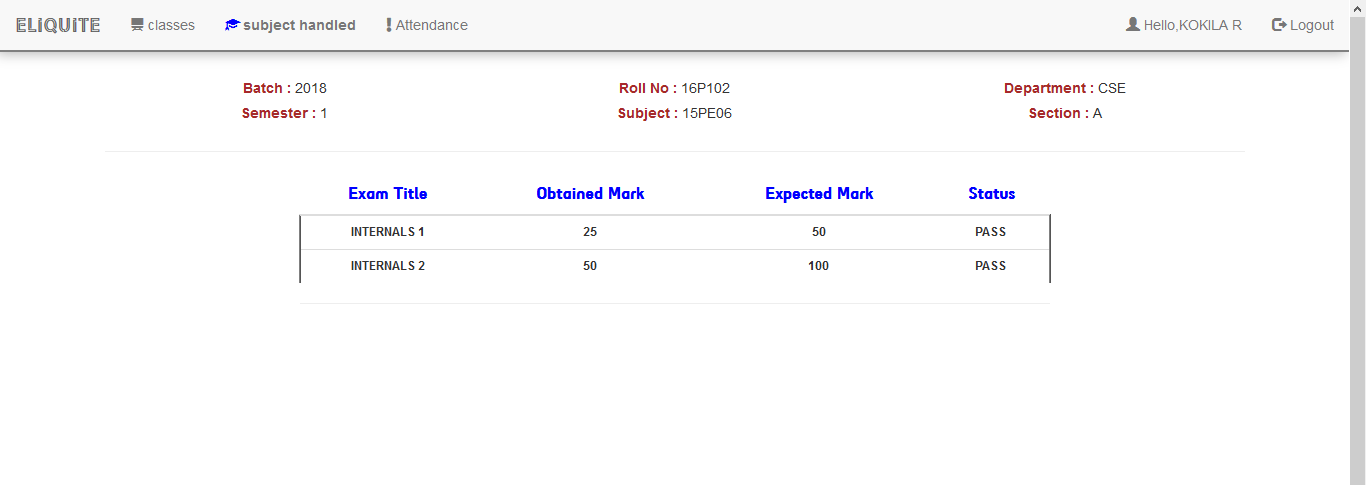 ELiQUiTE classes subject handled Attendance Hello,KOKILA R Logout
Batch : 2018 Roll No : 16P102 Department : CSE
Semester : 1 Subject : 15PE06 Section : A
Exam Title Obtained Mark Expected Mark Status
INTERNALS 1 25 50 PASS
INTERNALS 2 50 100 PASS